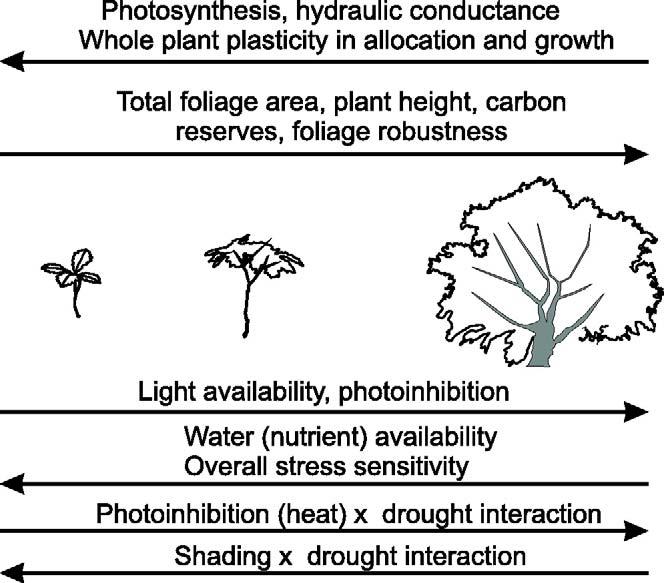 Photosynthesis, hydraulic conductance
Whole plant plasticity in allocation and growth
Total foliage area, plant height, carbon
reserves, foliage robustness
Light availability, photoinhibition
Water (nutrient) availability
Overall stress sensitivity
Photoinhibition (heat) x drought interaction
Shading x drought interaction